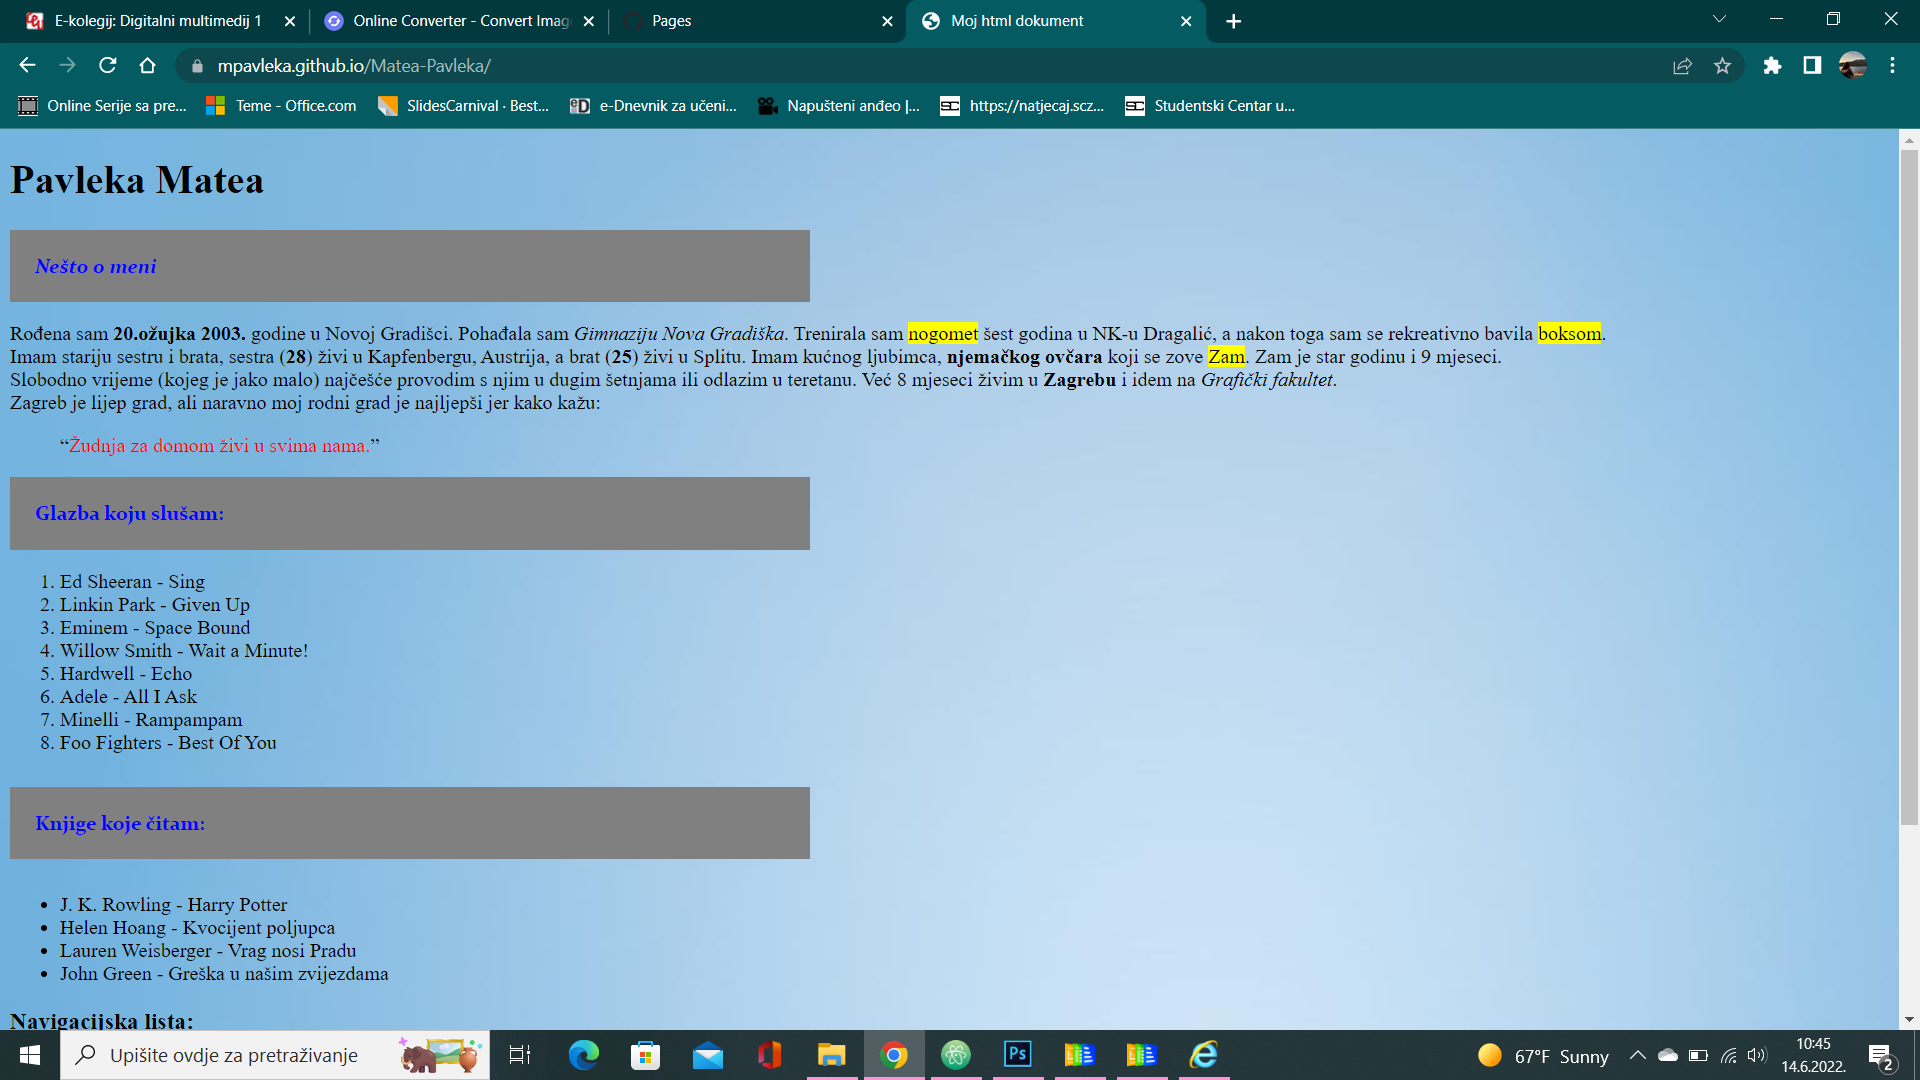 E-kolegij: Digitalni multimedij 1
Online Converter - Convert Imag
Pages
Moj html dokument
mpavleka.github.io/Matea-Pavleka/
Online Serije sa pre...
Teme - Office.com
SlidesCarnival · Best...
e-Dnevnik za učeni...
Napušteni anđeo |...
https://natjecaj.scz...
Studentski Centar u...
Pavleka Matea
Nešto o meni
Rođena sam 20.ožujka 2003. godine u Novoj Gradišci. Pohađala sam Gimnaziju Nova Gradiška. Trenirala sam nogomet šest godina u NK-u Dragalić, a nakon toga sam se rekreativno bavila boksom.
Imam stariju sestru i brata, sestra (28) živi u Kapfenbergu, Austrija, a brat (25) živi u Splitu. Imam kućnog ljubimca, njemačkog ovčara koji se zove Zam. Zam je star godinu i 9 mjeseci.
Slobodno vrijeme (kojeg je jako malo) najčešće provodim s njim u dugim šetnjama ili odlazim u teretanu. Već 8 mjeseci živim u Zagrebu i idem na Grafički fakultet.
Zagreb je lijep grad, ali naravno moj rodni grad je najljepši jer kako kažu:
“Žudnja za domom živi u svima nama.”
Glazba koju slušam:
1. Ed Sheeran - Sing
2. Linkin Park - Given Up
3. Eminem - Space Bound
4. Willow Smith - Wait a Minute!
5. Hardwell - Echo
6. Adele - All I Ask
7. Minelli - Rampampam
8. Foo Fighters - Best Of You
Knjige koje čitam:
• J. K. Rowling - Harry Potter
• Helen Hoang - Kvocijent poljupca
• Lauren Weisberger - Vrag nosi Pradu
• John Green - Greška u našim zvijezdama
Navigacijska lista:
Upišite ovdje za pretraživanje
Ps
67°F Sunny
10:45
14.6.2022.
2